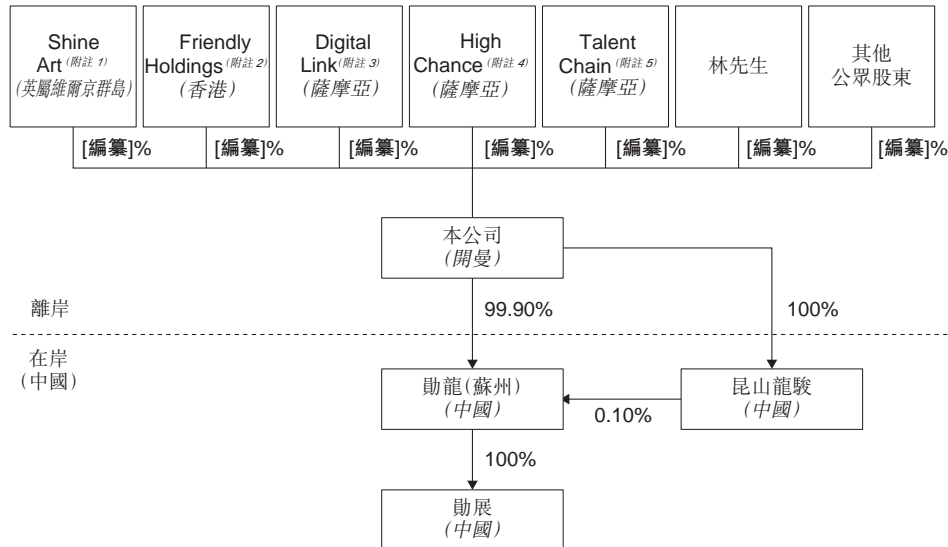 Shine
Art (附註 1)
(英屬維爾京群島)
Friendly
Holdings (附註 2)
(香港)
Digital
Link (附註 3)
(薩摩亞)
High
Chance (附註 4)
(薩摩亞)
Talent
Chain (附註 5)
(薩摩亞)
林先生
其他
公眾股東
[編纂]%
[編纂]%
[編纂]%
[編纂]%
[編纂]%
[編纂]%
[編纂]%
本公司
(開曼)
離岸
99.90%
100%
在岸
(中國)
勛龍(蘇州)
(中國)
0.10%
昆山龍駿
(中國)
100%
勛展
(中國)